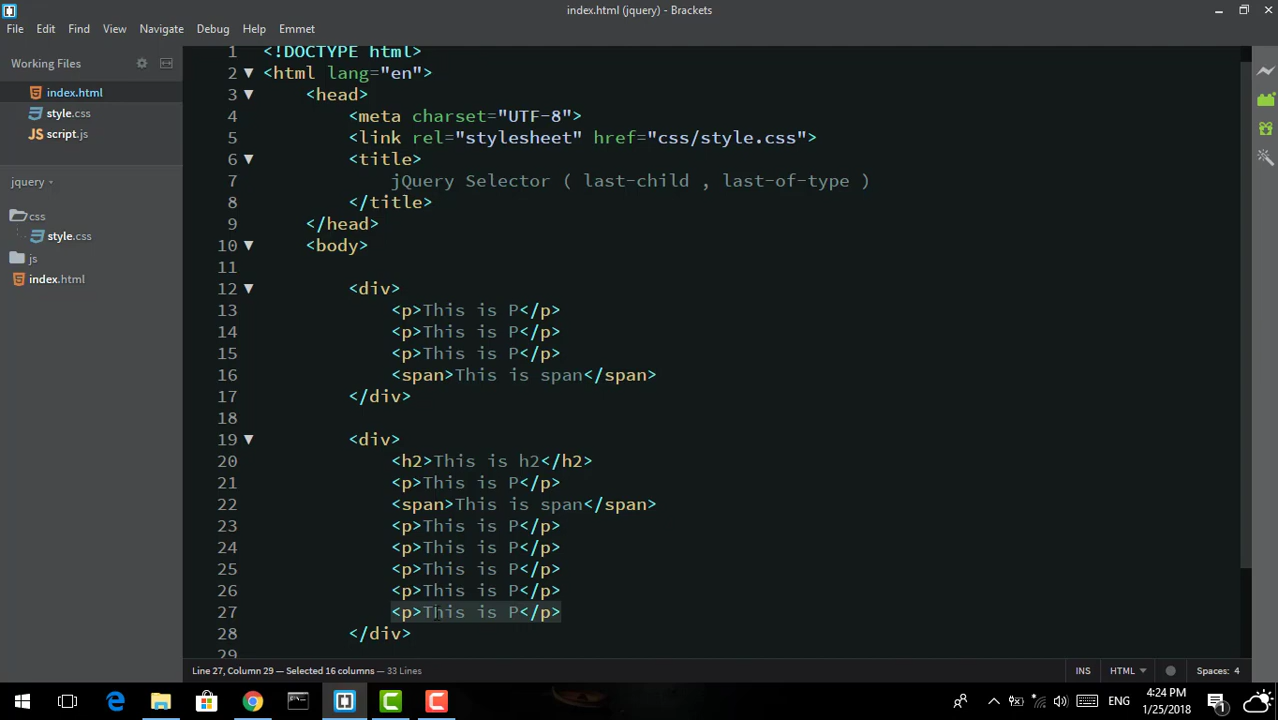 index.html (jquery) - Brackets
File Edit Find View Navigate Debug Help Emmet
Working Files
index.html
style.css
script.js
jquery
css
style.css
js
index.html
1 <!DOCTYPE html>
2 <html lang="en">
3 <head>
4 <meta charset="UTF-8">
5 <link rel="stylesheet" href="css/style.css">
6 <title>
7 jQuery Selector ( last-child , last-of-type )
8 </title>
9 </head>
10 <body>
11
12 <div>
13 <p>This is P</p>
14 <p>This is P</p>
15 <p>This is P</p>
16 <span>This is span</span>
17 </div>
18
19 <div>
20 <h2>This is h2</h2>
21 <p>This is P</p>
22 <span>This is span</span>
23 <p>This is P</p>
24 <p>This is P</p>
25 <p>This is P</p>
26 <p>This is P</p>
27 <p>This is P</p>
28 </div>
29
Line 27, Column 29 — Selected 16 columns — 33 Lines
INS HTML Spaces: 4
ENG
4:24 PM
1/25/2018
1